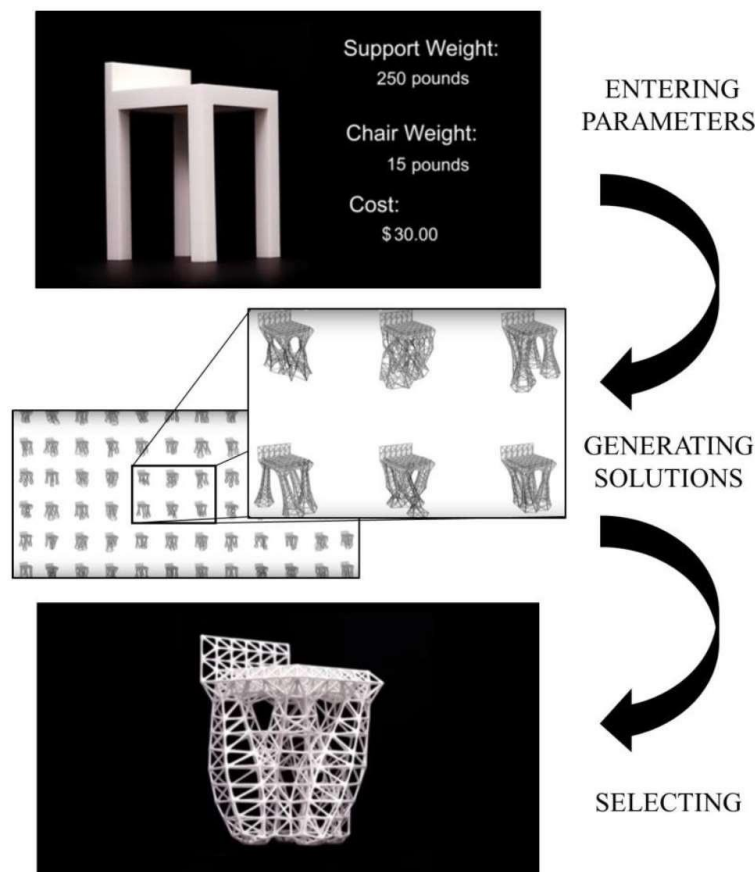 Support Weight:
250 pounds
Chair Weight:
15 pounds
Cost:
$30.00
ENTERING
PARAMETERS
GENERATING
SOLUTIONS
SELECTING